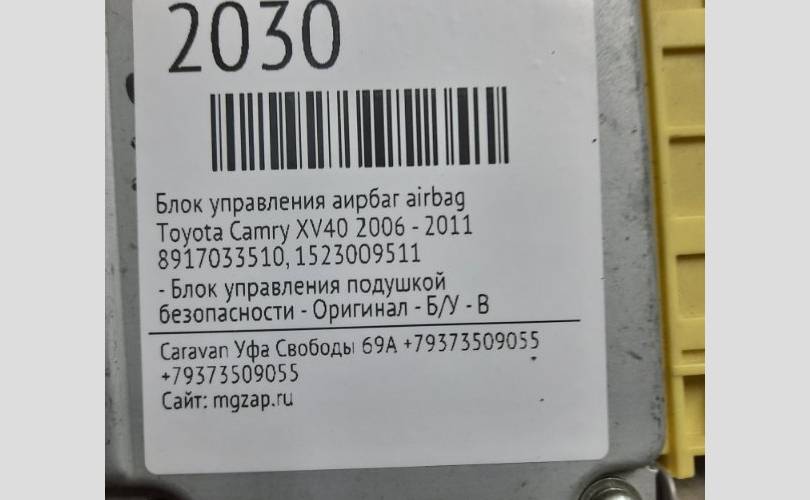 2030
Блок управления аирбаг airbag
Toyota Camry XV40 2006 - 2011
8917033510, 1523009511
- Блок управления подушкой
безопасности - Оригинал - Б/У - В
Caravan Уфа Свободы 69А +79373509055
+79373509055
Сайт: mgzap.ru